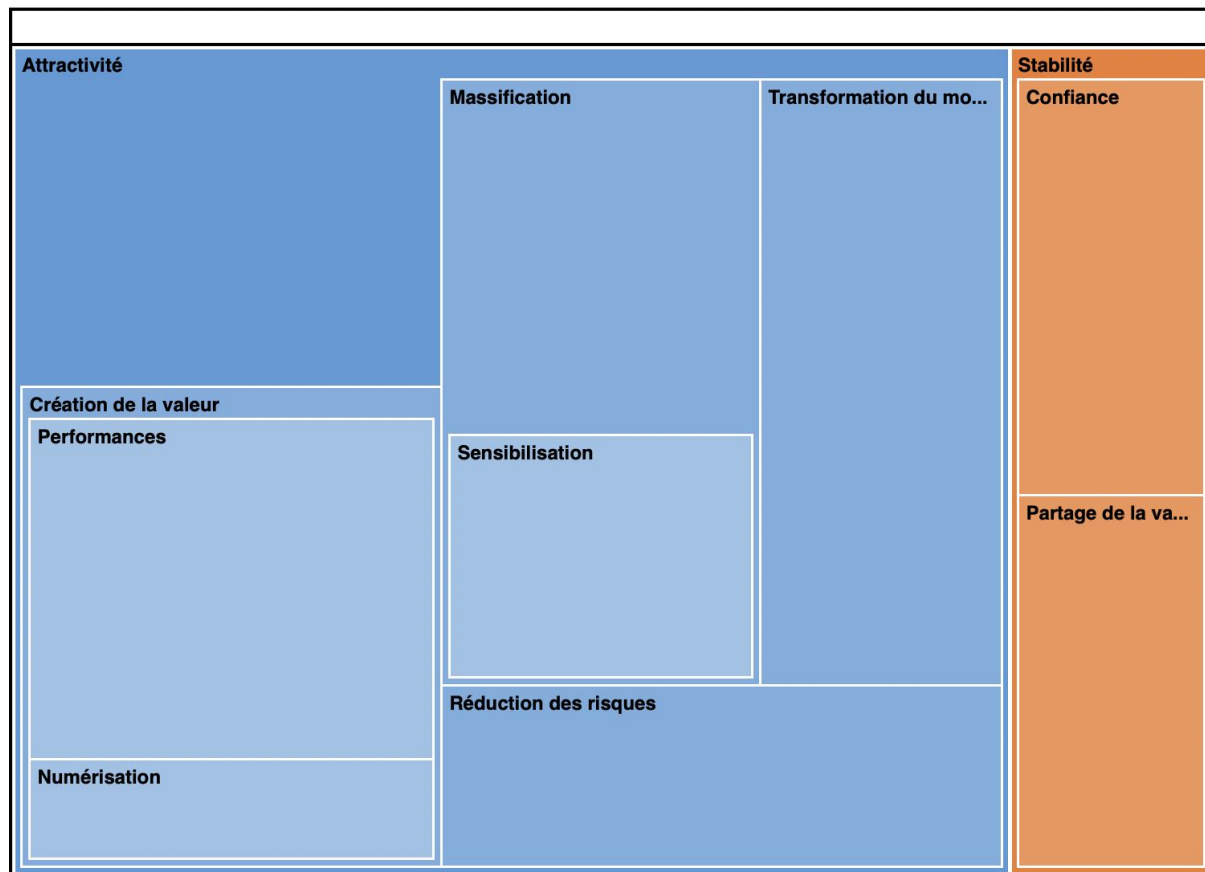 Attractivité
Stabilité
Massification
Transformation du mo...
Confiance
Création de la valeur
Performances
Sensibilisation
Partage de la va...
Réduction des risques
Numérisation